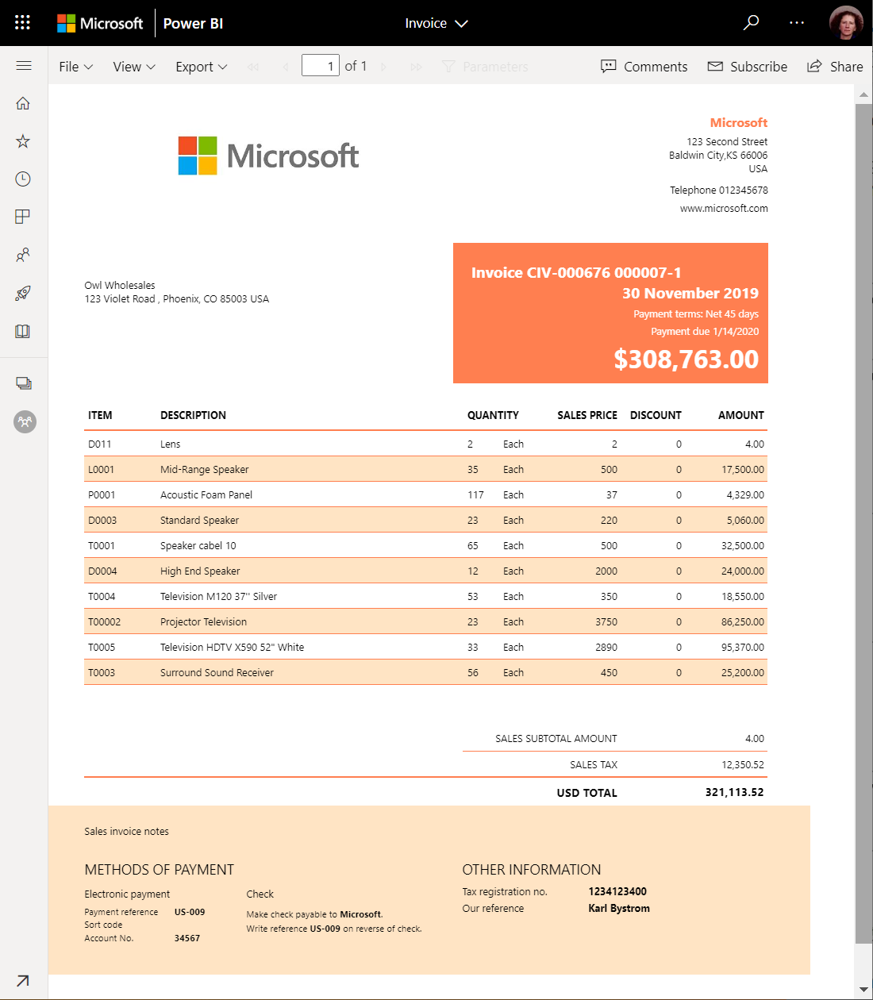 Microsoft Power BI Invoice
File View Export 1 of 1 Parameters Comments Subscribe Share
Microsoft
Microsoft
123 Second Street
Baldwin City,KS 66006
USA
Telephone 012345678
www.microsoft.com
Owl Wholesales
123 Violet Road , Phoenix, CO 85003 USA
Invoice CIV-000676 000007-1
30 November 2019
Payment terms: Net 45 days
Payment due 1/14/2020
$308,763.00
ITEM DESCRIPTION QUANTITY SALES PRICE DISCOUNT AMOUNT
D011 Lens 2 Each 2 0 4.00
L0001 Mid-Range Speaker 35 Each 500 0 17,500.00
P0001 Acoustic Foam Panel 117 Each 37 0 4,329.00
D0003 Standard Speaker 23 Each 220 0 5,060.00
T0001 Speaker cabel 10 65 Each 500 0 32,500.00
D0004 High End Speaker 12 Each 2000 0 24,000.00
T0004 Television M120 37'' Silver 53 Each 350 0 18,550.00
T00002 Projector Television 23 Each 3750 0 86,250.00
T0005 Television HDTV X590 52" White 33 Each 2890 0 95,370.00
T0003 Surround Sound Receiver 56 Each 450 0 25,200.00
SALES SUBTOTAL AMOUNT 4.00
SALES TAX 12,350.52
USD TOTAL 321,113.52
Sales invoice notes
METHODS OF PAYMENT
Electronic payment
Payment reference US-009
Sort code
Account No. 34567
Check
Make check payable to Microsoft.
Write reference US-009 on reverse of check.
OTHER INFORMATION
Tax registration no. 1234123400
Our reference Karl Bystrom